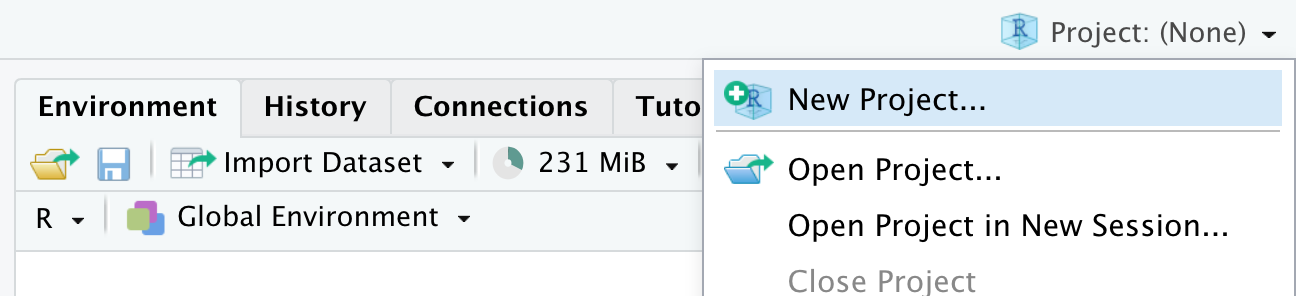 Project: (None)
Environment History Connections
New Project...
Import Dataset 231 MiB
Open Project...
R Global Environment
Open Project in New Session...
Close Project